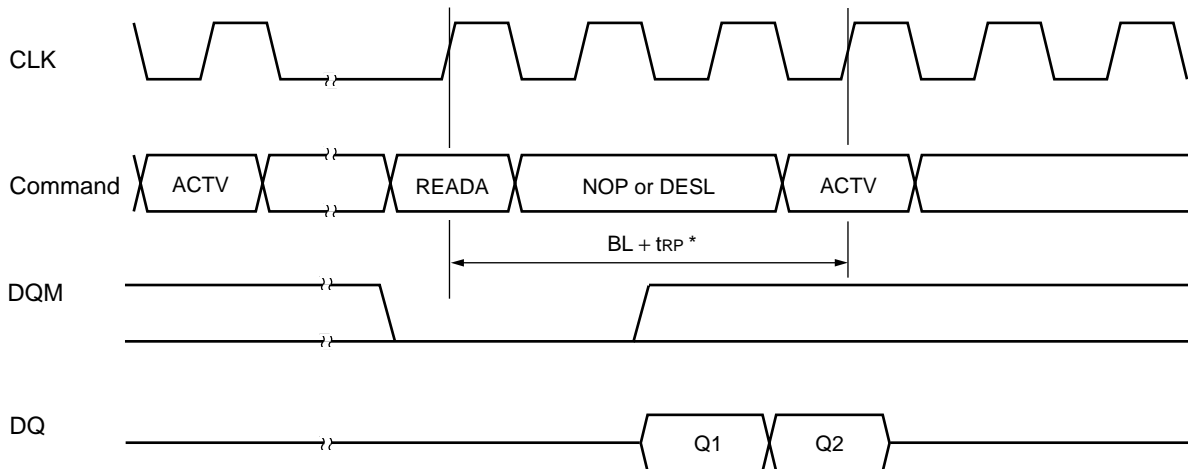 CLK
Command
ACTV
READA
NOP or DESL
ACTV
BL + tRP *
DQM
DQ
Q1
Q2